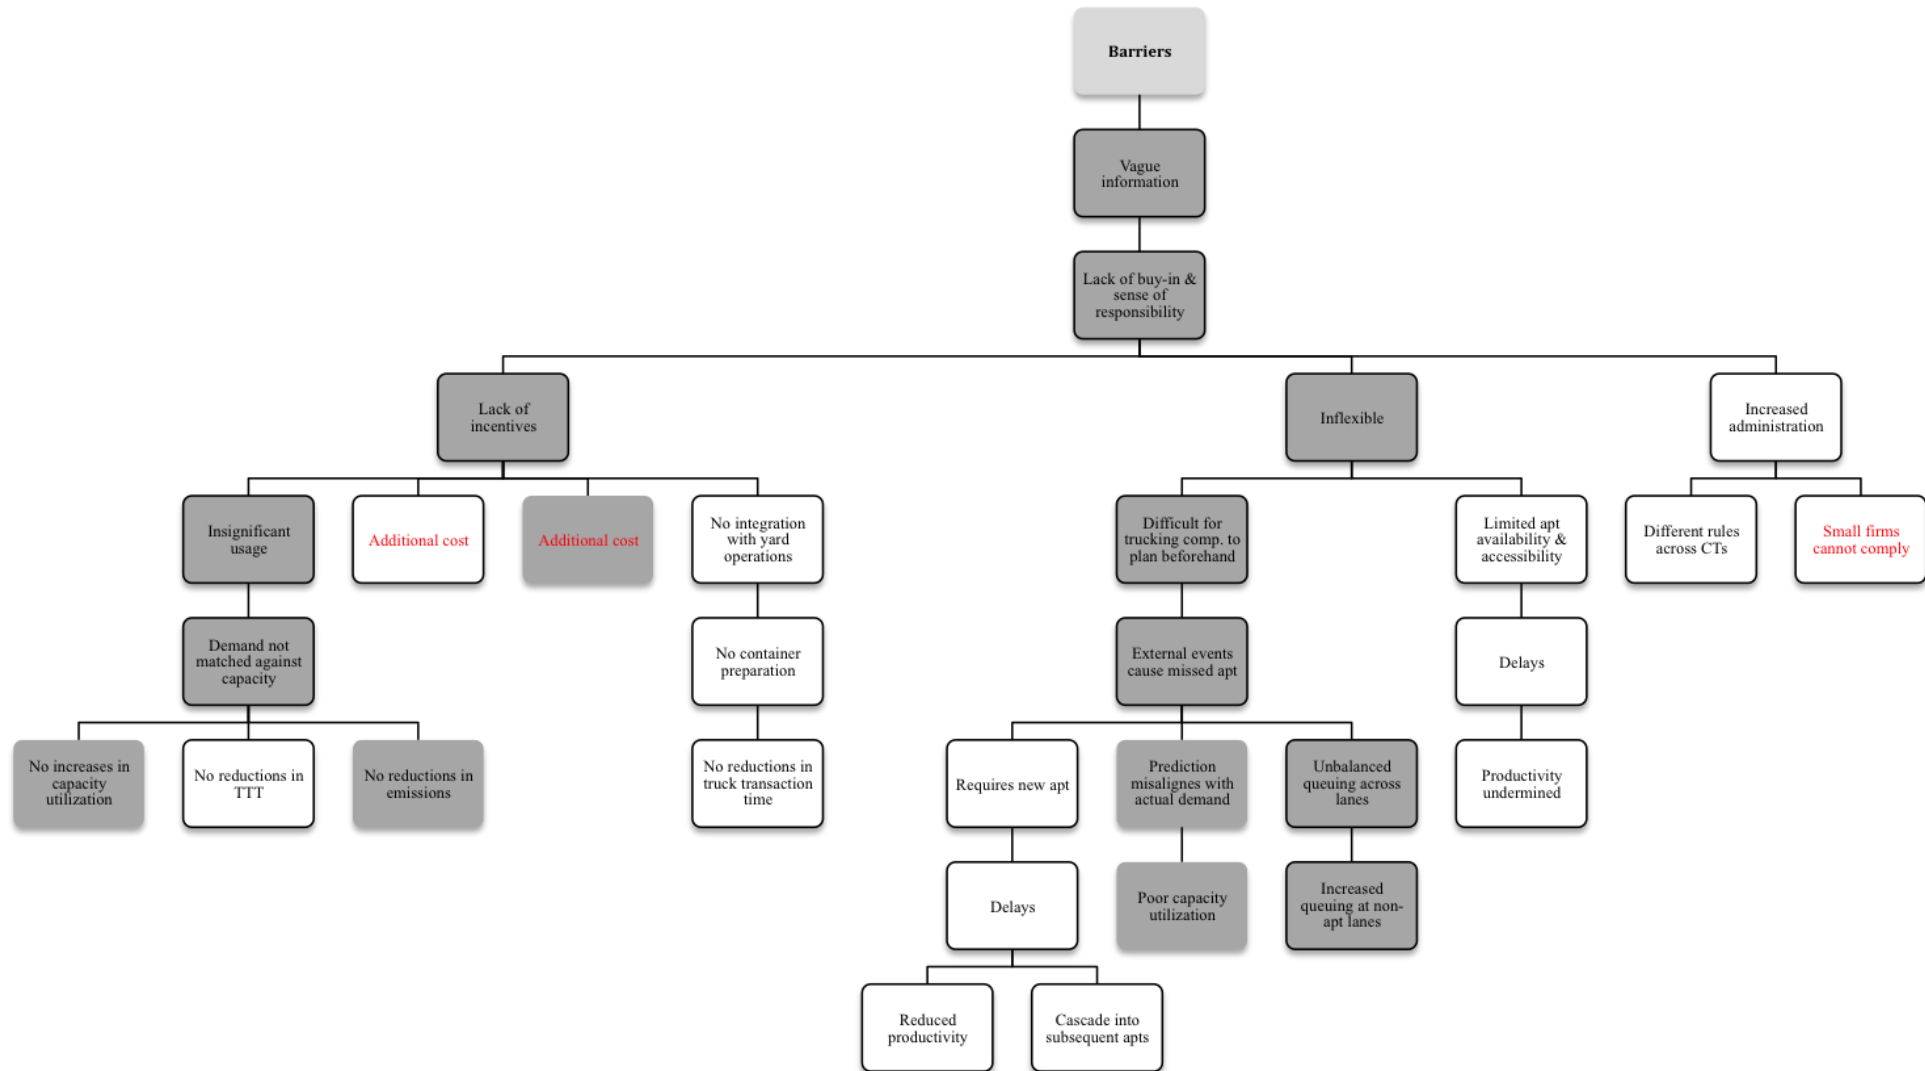 Barriers
Vague
information
Lack of buy-in &
sense of
responsibility
Lack of
incentives
Inflexible
Increased
administration
Insignificant
usage
Additional cost
Additional cost
No integration
with yard
operations
Difficult for
trucking comp. to
plan beforehand
Limited apt
availability &
accessibility
Different rules
across CTs
Small firms
cannot comply
Demand not
matched against
capacity
No container
preparation
External events
cause missed apt
Delays
No increases in
capacity
utilization
No reductions in
TTT
No reductions in
emissions
No reductions in
truck transaction
time
Requires new apt
Prediction
misalignes with
actual demand
Unbalanced
queuing across
lanes
Productivity
undermined
Delays
Poor capacity
utilization
Increased
queuing at non-
apt lanes
Reduced
productivity
Cascade into
subsequent apts